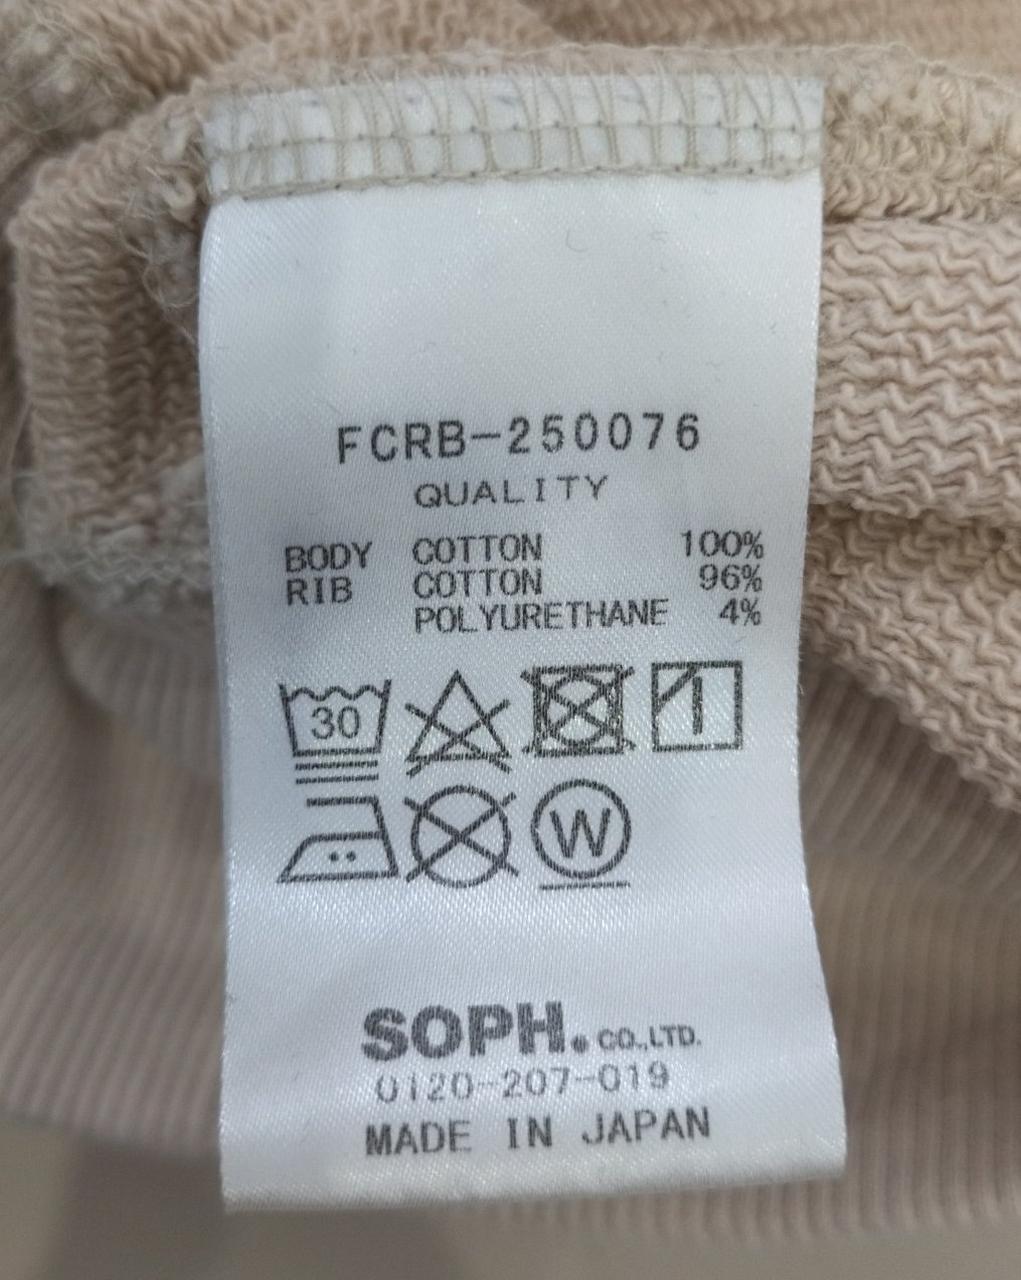 FCRB-250076
QUALITY
BODY COTTON 100%
RIB COTTON 96%
POLYURETHANE 4%
30
W
SOPH. CO.,LTD.
0120-207-019
MADE IN JAPAN